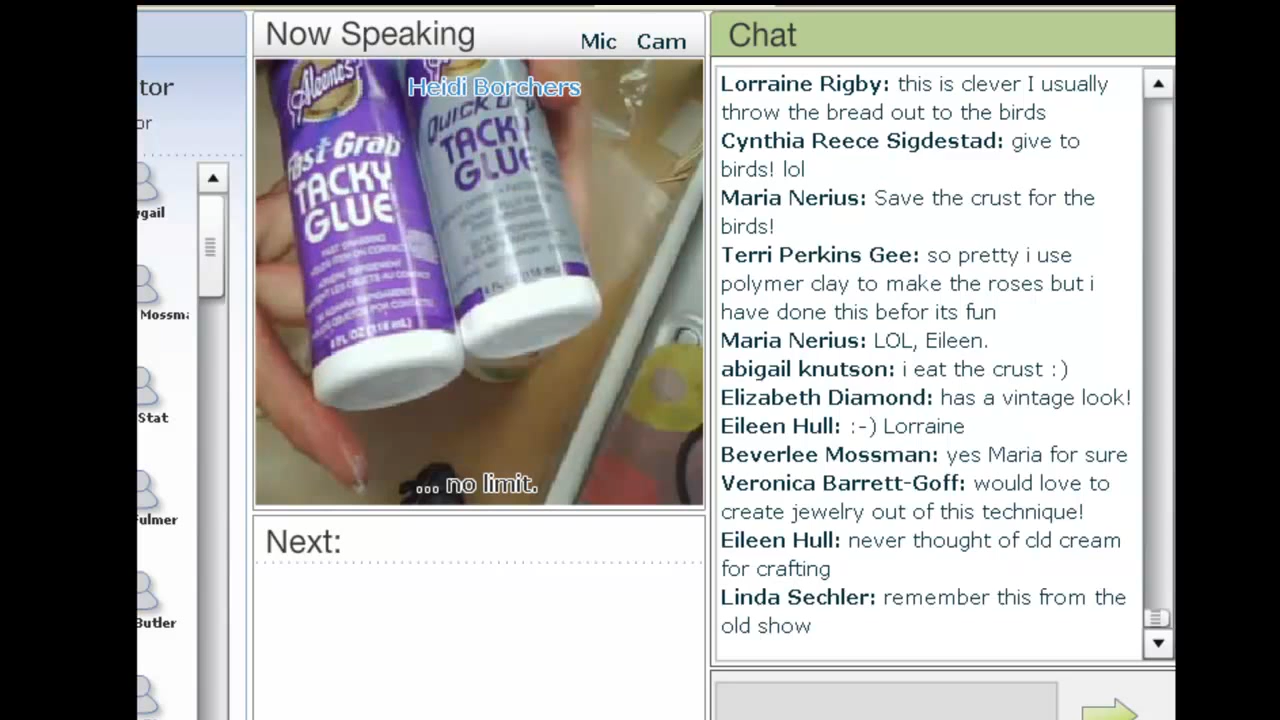 tor
or
ygail
Mossma
Stat
Fulmer
Butler
Now Speaking
Mic Cam
Heidi Borchers
Aleene's
Fast Grab
TACKY
GLUE
Aleene's
TACKY
GLUE
... no limit.
Next:
Chat
Lorraine Rigby: this is clever I usually
throw the bread out to the birds
Cynthia Reece Sigdestad: give to
birds! lol
Maria Nerius: Save the crust for the
birds!
Terri Perkins Gee: so pretty i use
polymer clay to make the roses but i
have done this befor its fun
Maria Nerius: LOL, Eileen.
abigail knutson: i eat the crust :)
Elizabeth Diamond: has a vintage look!
Eileen Hull: :-) Lorraine
Beverlee Mossman: yes Maria for sure
Veronica Barrett-Goff: would love to
create jewelry out of this technique!
Eileen Hull: never thought of cld cream
for crafting
Linda Sechler: remember this from the
old show